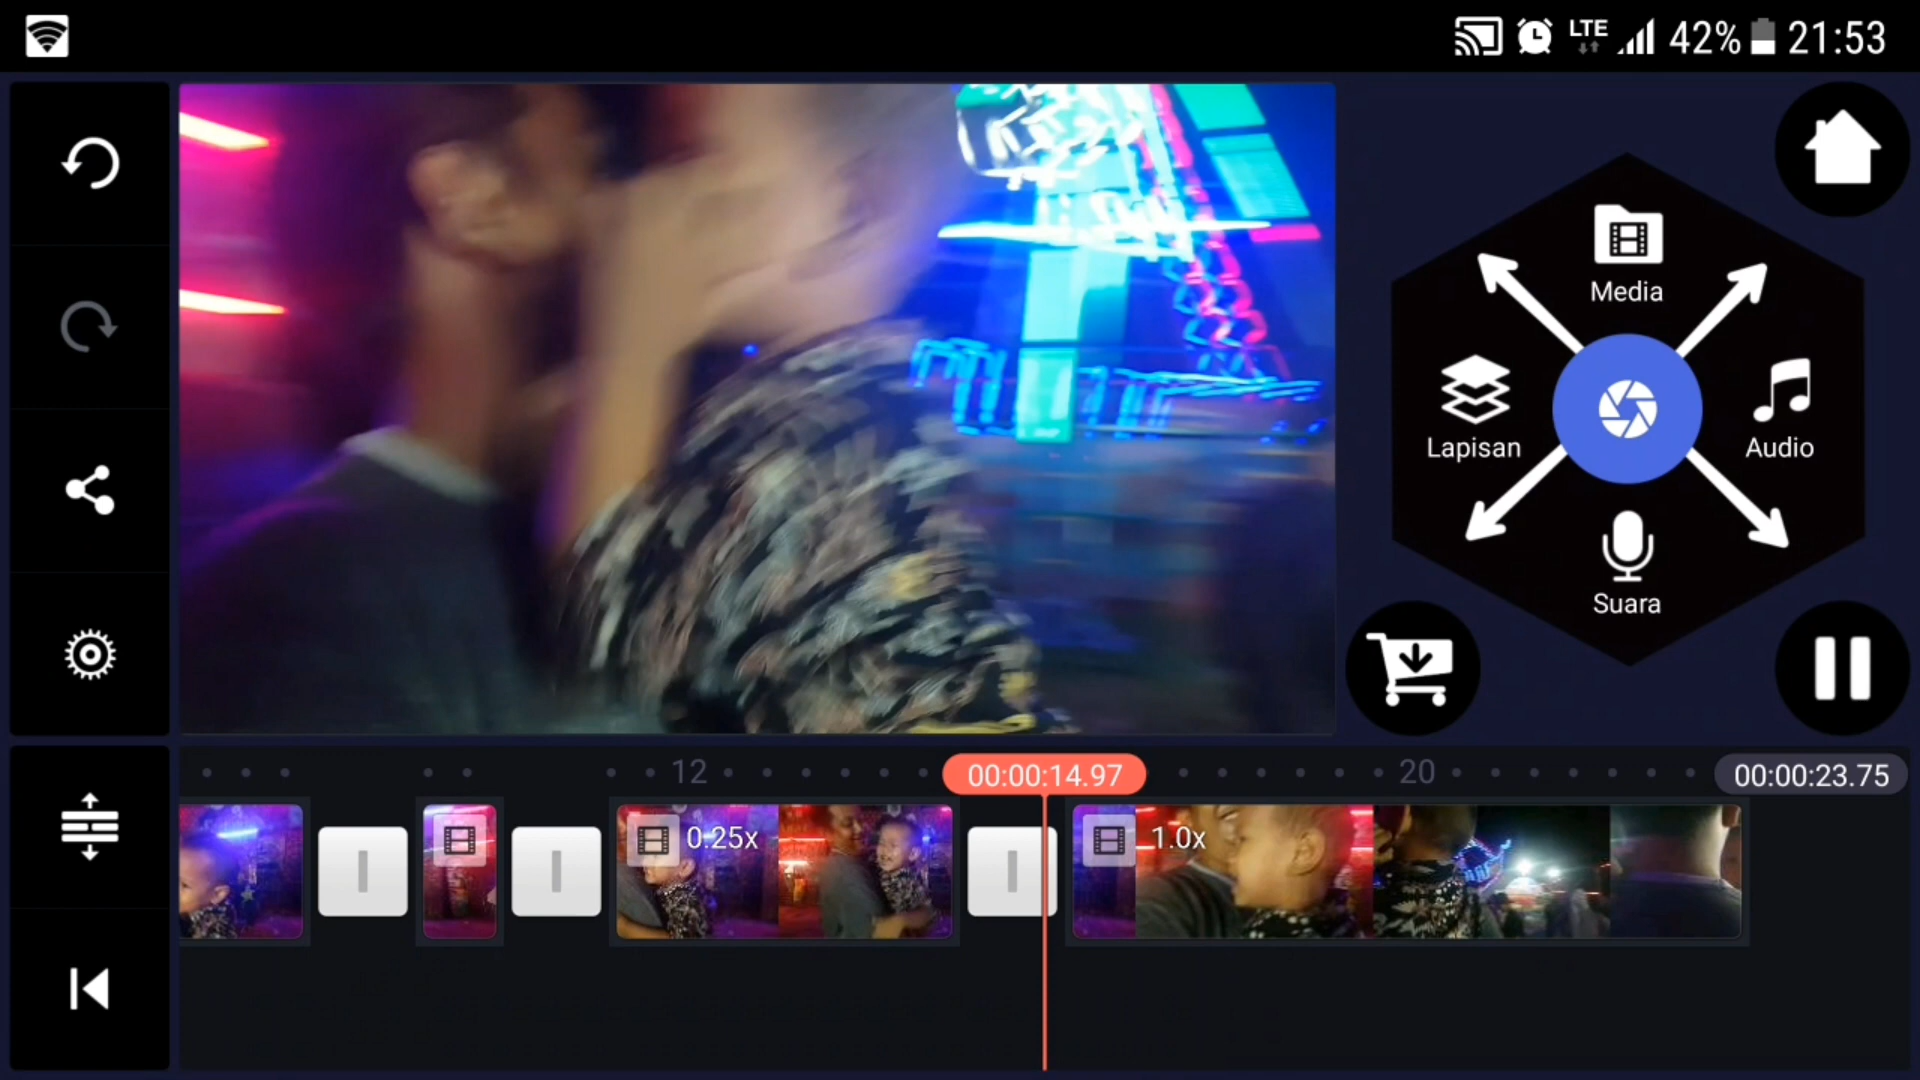 LTE 42% 21:53
Media
Lapisan
Audio
Suara
12 00:00:14.97 20 00:00:23.75
0.25x 1.0x